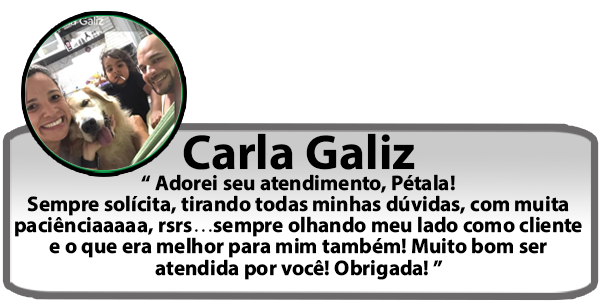 Galiz
Carla Galiz
“ Adorei seu atendimento, Pétala!
Sempre solícita, tirando todas minhas dúvidas, com muita
paciênciaaaaa, rsrs…sempre olhando meu lado como cliente
e o que era melhor para mim também! Muito bom ser
atendida por você! Obrigada! ”